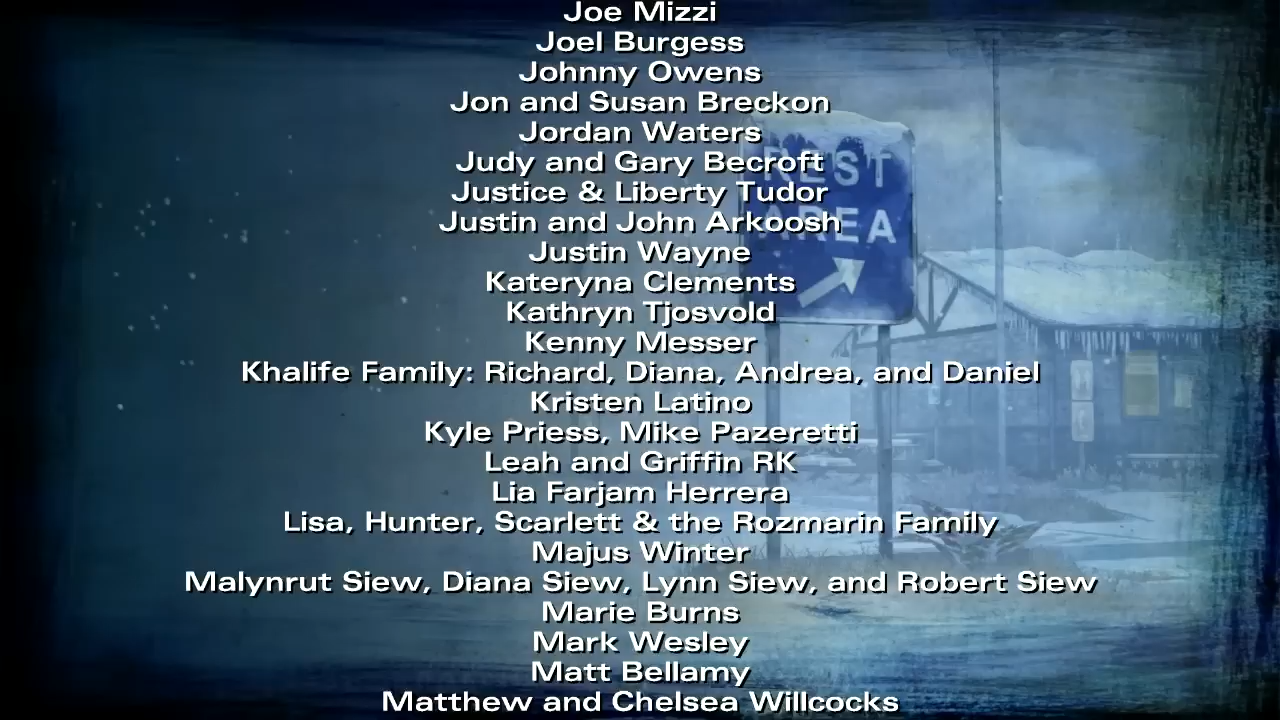 Joe Mizzi
Joel Burgess
Johnny Owens
Jon and Susan Breckon
Jordan Waters
Judy and Gary Becroft
REST
Justice & Liberty Tudor
Justin and John Arkoosh
AREA
Justin Wayne
Kateryna Clements
Kathryn Tjosvold
Kenny Messer
Khalife Family: Richard, Diana, Andrea, and Daniel
Kristen Latino
Kyle Priess, Mike Pazeretti
Leah and Griffin RK
Lia Farjam Herrera
Lisa, Hunter, Scarlett & the Rozmarin Family
Majus Winter
Malynrut Siew, Diana Siew, Lynn Siew, and Robert Siew
Marie Burns
Mark Wesley
Matt Bellamy
Matthew and Chelsea Willcocks